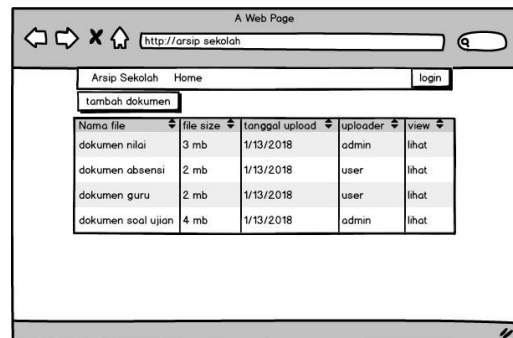 A Web Page
http://arsip sekolah
Arsip Sekolah Home login
tambah dokumen
Nama file file size tanggal upload uploader view
dokumen nilai 3 mb 1/13/2018 admin lihat
dokumen absensi 2 mb 1/13/2018 user lihat
dokumen guru 2 mb 1/13/2018 user lihat
dokumen soal ujian 4 mb 1/13/2018 admin lihat